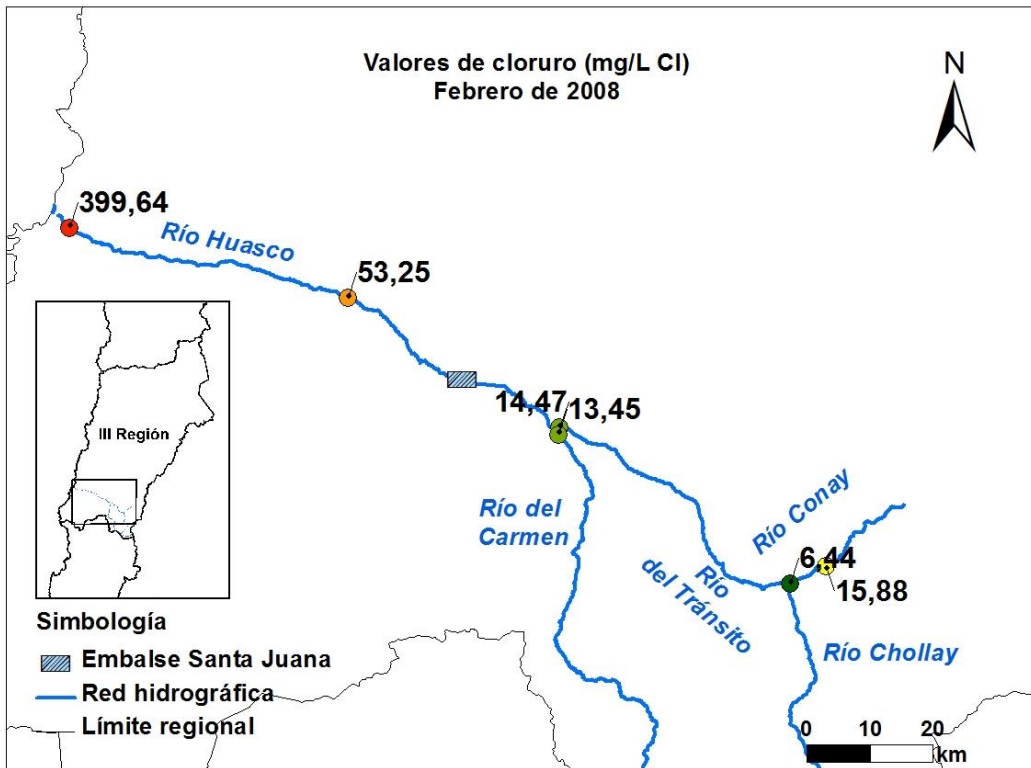 Valores de cloruro (mg/L Cl)
Febrero de 2008
N
399,64
Río Huasco
53,25
14,47
13,45
Río del
Carmen
Río
del Tránsito
Río Conay
6,44
15,88
Río Chollay
III Región
Simbología
Embalse Santa Juana
Red hidrográfica
Límite regional
0 10 20
km